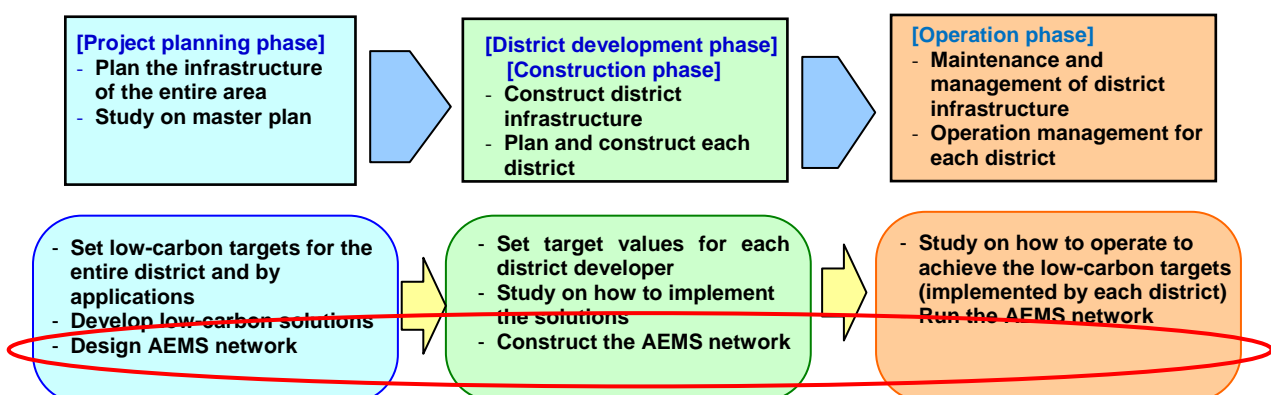 [Project planning phase]
- Plan the infrastructure
of the entire area
- Study on master plan
[District development phase]
[Construction phase]
- Construct district
infrastructure
- Plan and construct each
district
[Operation phase]
- Maintenance and
management of district
infrastructure
- Operation management for
each district
- Set low-carbon targets for the
entire district and by
applications
- Develop low-carbon solutions
- Design AEMS network
- Set target values for each
district developer
- Study on how to implement
the solutions
- Construct the AEMS network
- Study on how to operate to
achieve the low-carbon targets
(implemented by each district)
Run the AEMS network